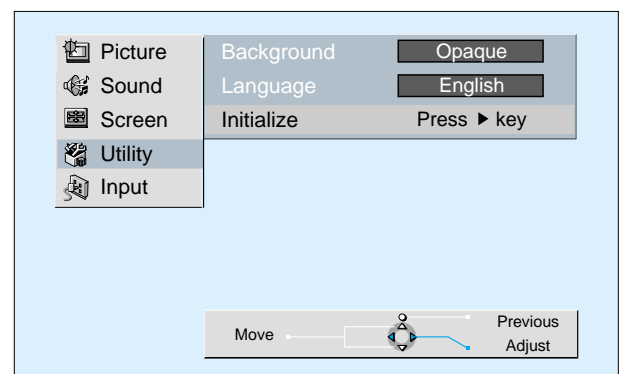 Picture Background Opaque
Sound Language English
Screen Initialize Press ▶ key
Utility
Input
Move Previous
Adjust